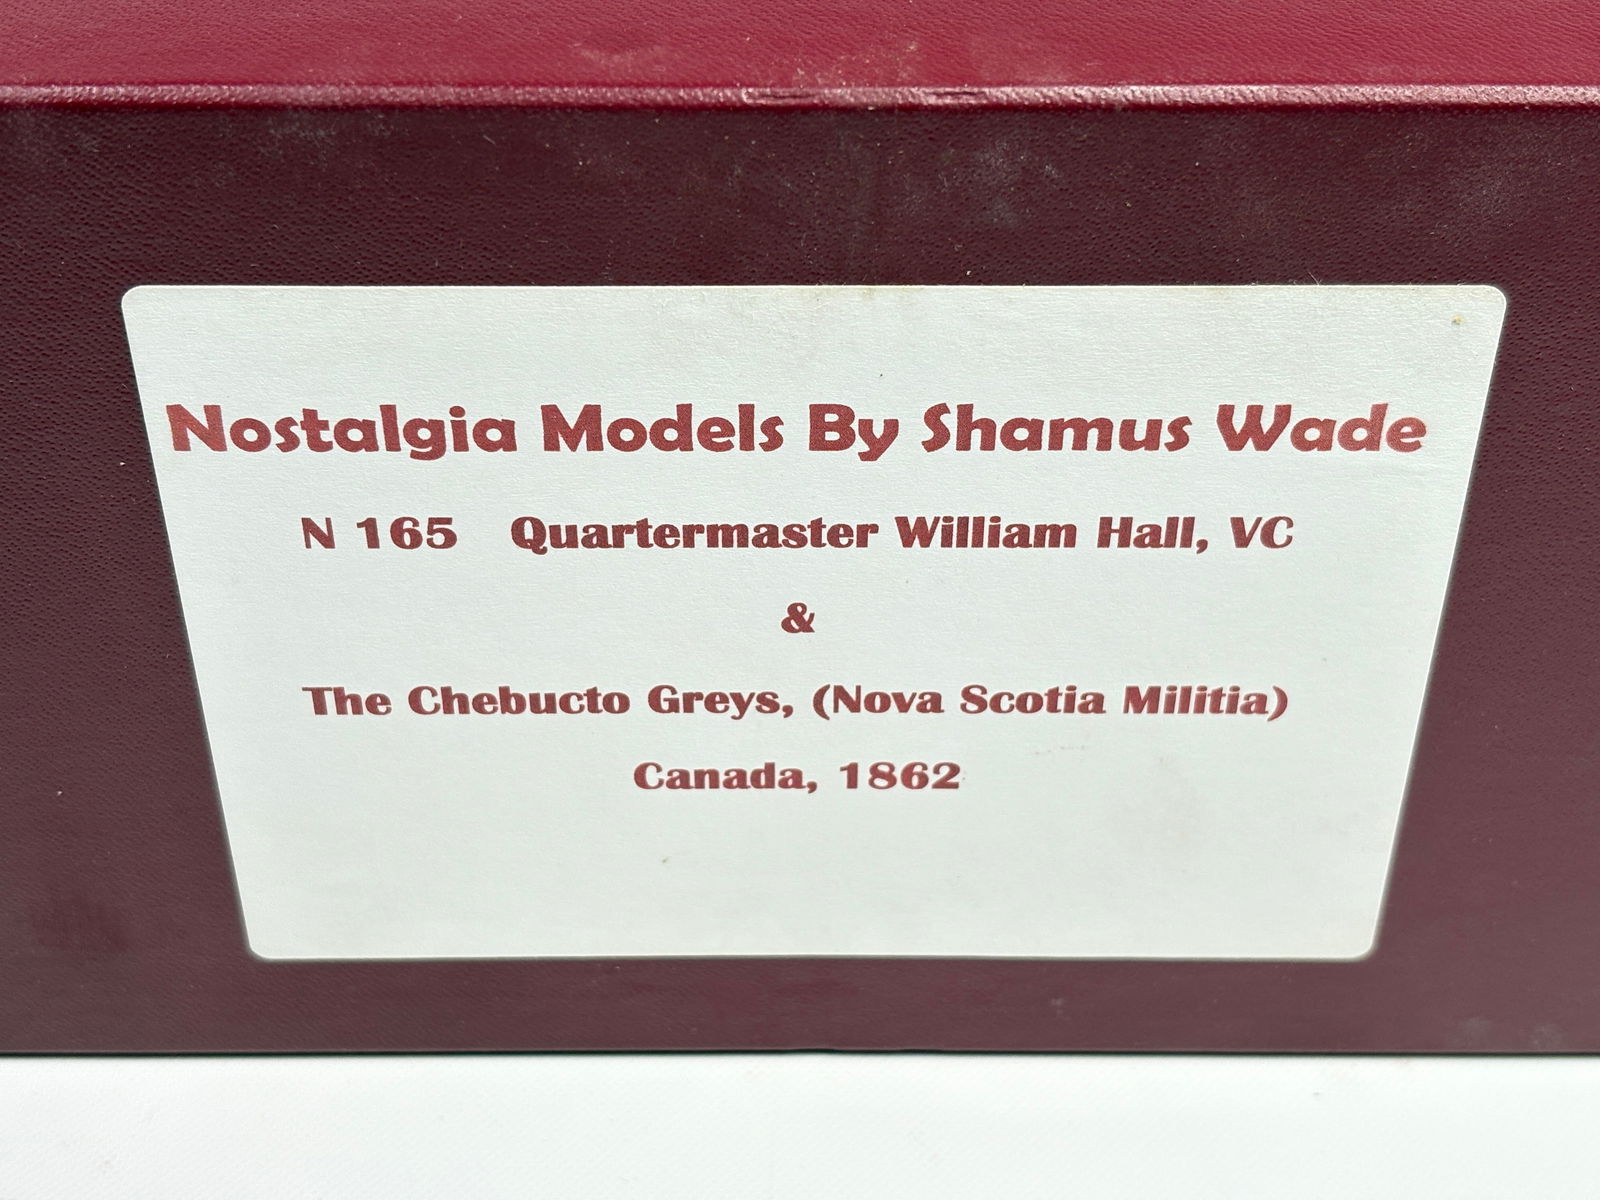 Nostalgia Models By Shamus Wade
N 165 Quartermaster William Hall, VC
&
The Chebucto Greys, (Nova Scotia Militia)
Canada, 1862